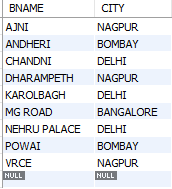 BNAME CITY
AJNI NAGPUR
ANDHERI BOMBAY
CHANDNI DELHI
DHARAMPETH NAGPUR
KAROLBAGH DELHI
MG ROAD BANGALORE
NEHRU PALACE DELHI
POWAI BOMBAY
VRCE NAGPUR
NULL NULL